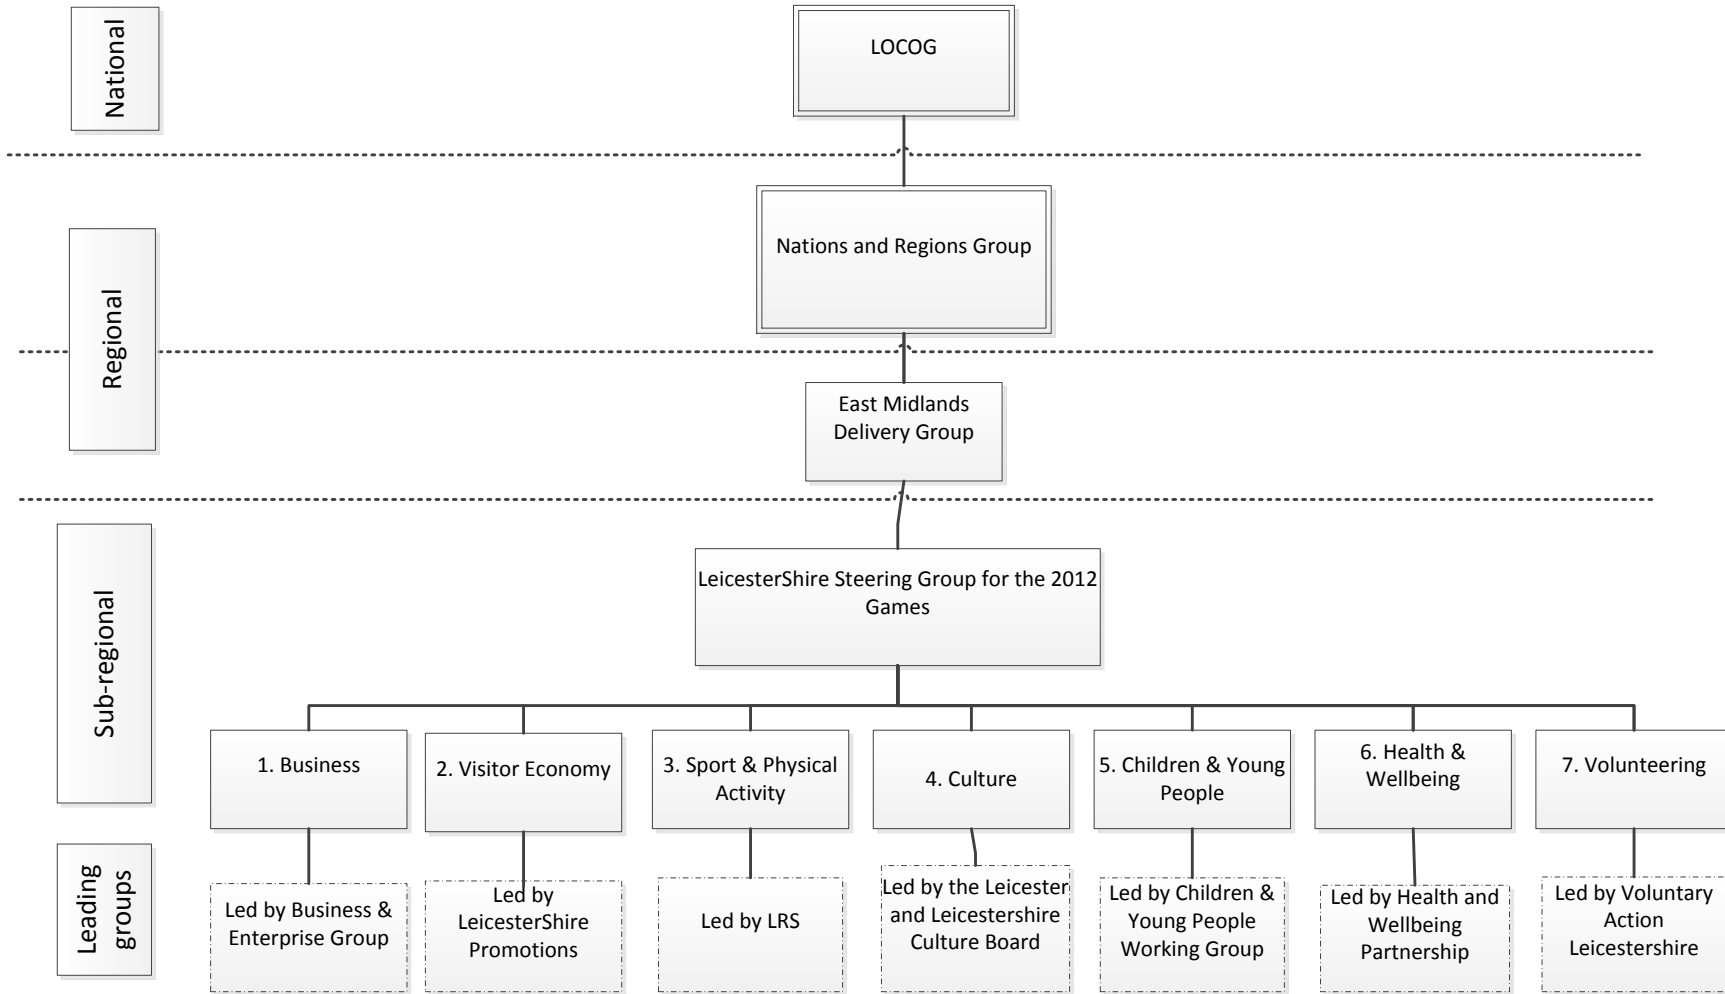 National
LOCOG
Regional
Nations and Regions Group
East Midlands
Delivery Group
Sub-regional
LeicesterShire Steering Group for the 2012
Games
1. Business
2. Visitor Economy
3. Sport & Physical
Activity
4. Culture
5. Children & Young
People
6. Health &
Wellbeing
7. Volunteering
Leading
groups
Led by Business &
Enterprise Group
Led by
LeicesterShire
Promotions
Led by LRS
Led by the Leicester
and Leicestershire
Culture Board
Led by Children &
Young People
Working Group
Led by Health and
Wellbeing
Partnership
Led by Voluntary
Action
Leicestershire